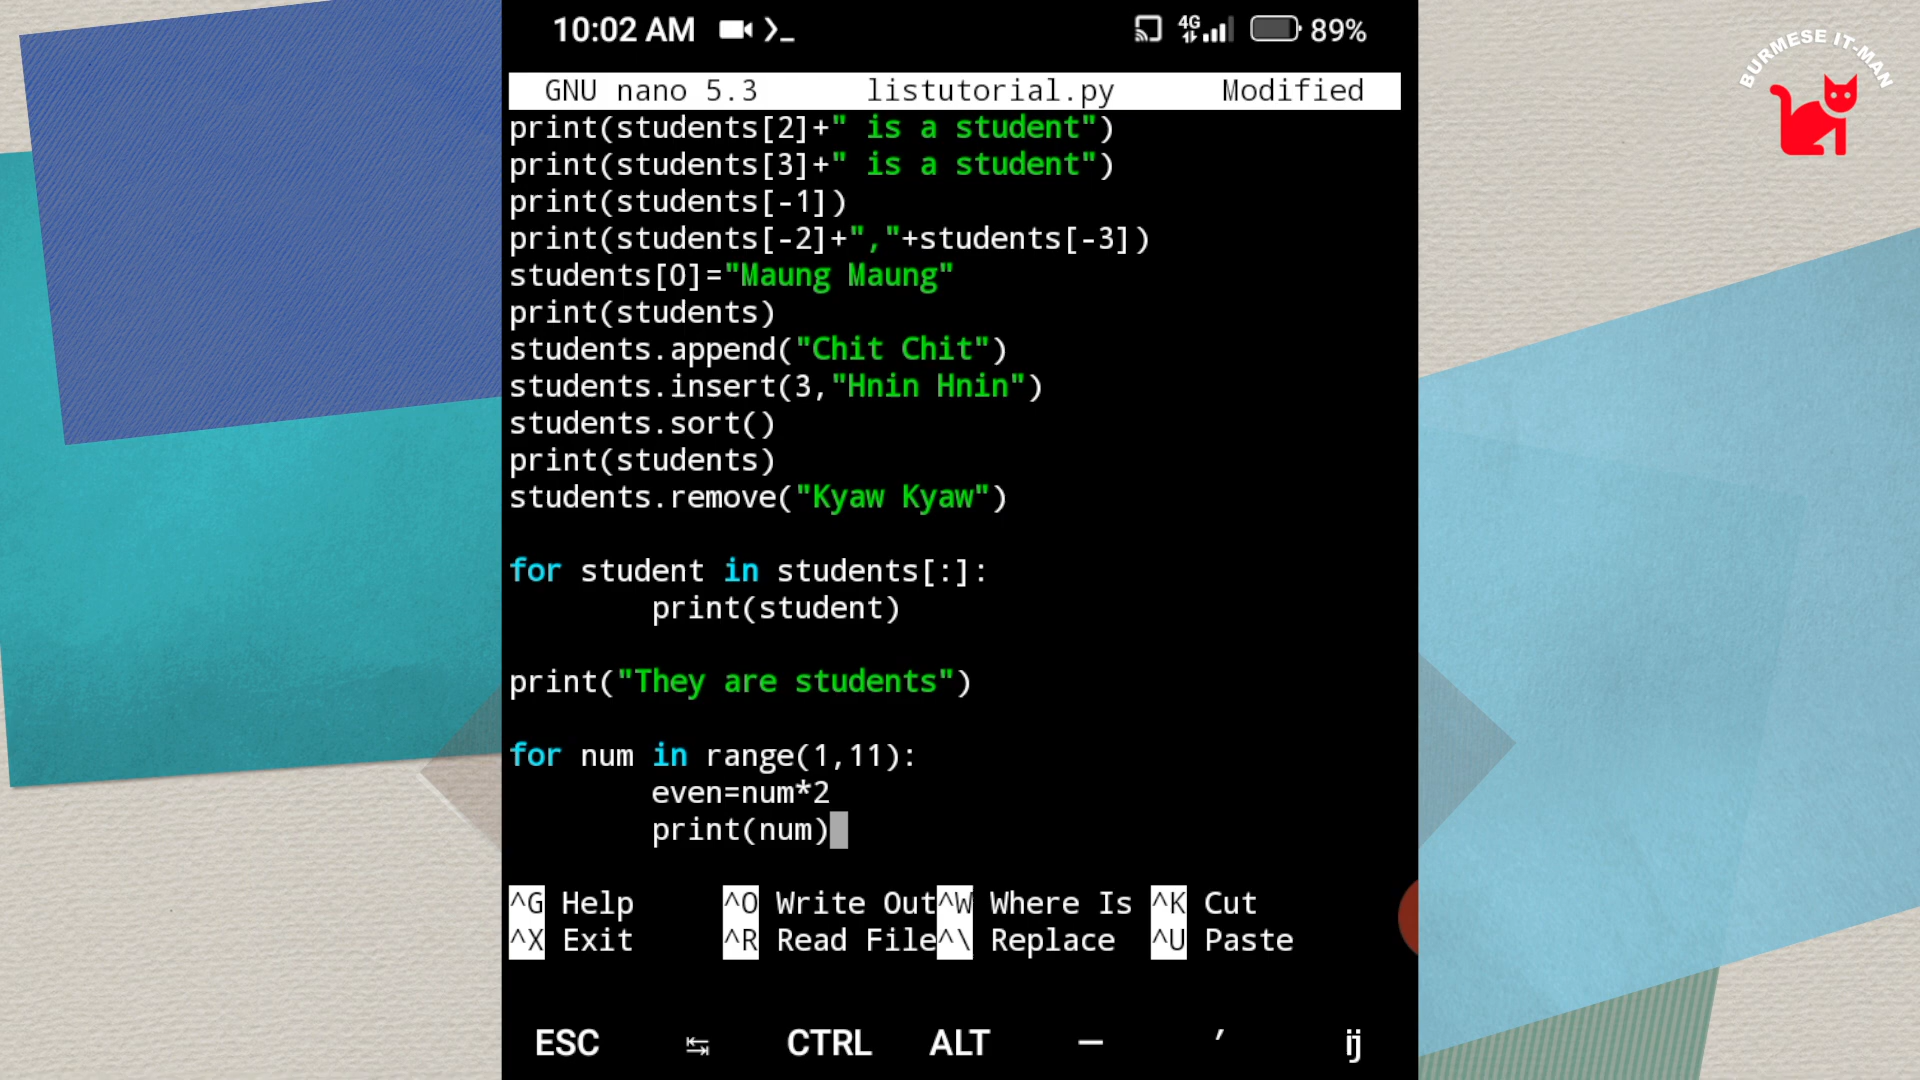 10:02 AM 4G 89%
BURMESE IT-MAN
GNU nano 5.3 listutorial.py Modified
print(students[2]+" is a student")
print(students[3]+" is a student")
print(students[-1])
print(students[-2]+","+students[-3])
students[0]="Maung Maung"
print(students)
students.append("Chit Chit")
students.insert(3,"Hnin Hnin")
students.sort()
print(students)
students.remove("Kyaw Kyaw")
for student in students[:]:
print(student)
print("They are students")
for num in range(1,11):
even=num*2
print(num)
^G Help ^O Write Out ^W Where Is ^K Cut
^X Exit ^R Read File ^\ Replace ^U Paste
ESC ↹ CTRL ALT — ′ ij